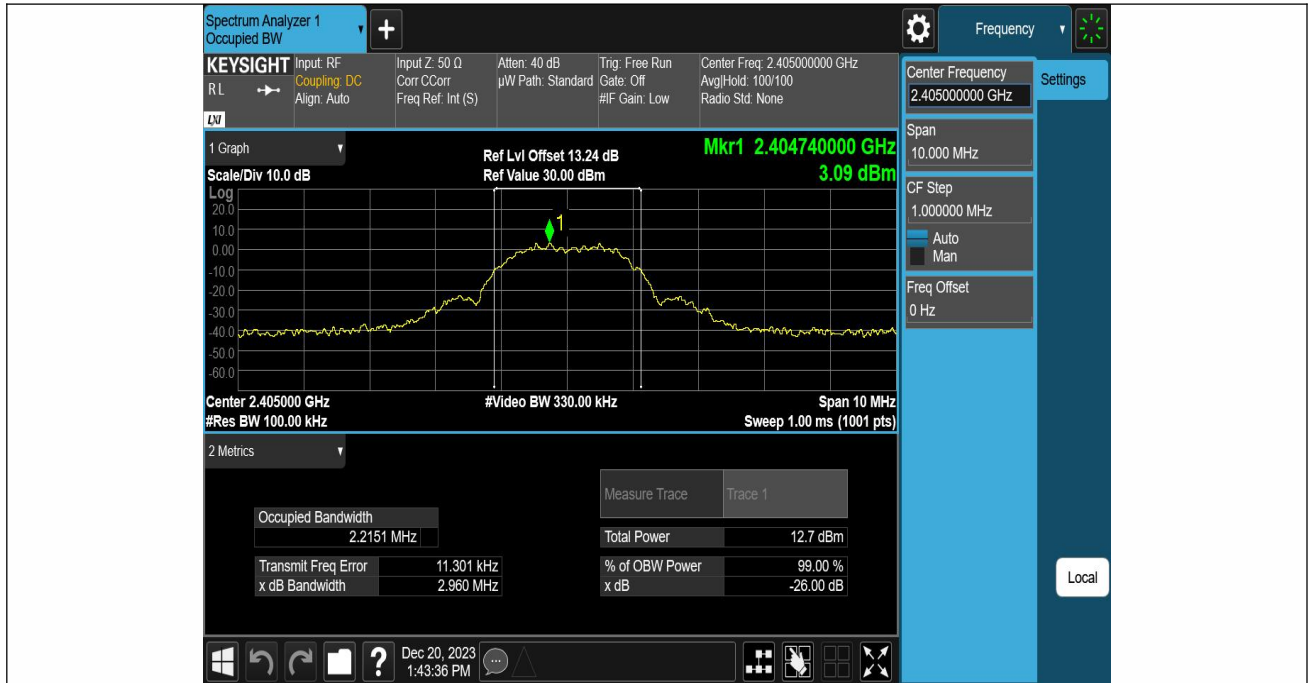 Spectrum Analyzer 1
Occupied BW
+
Frequency
KEYSIGHT
R L
LXI
Input: RF
Coupling: DC
Align: Auto
Input Z: 50 Ω
Corr CCorr
Freq Ref: Int (S)
Atten: 40 dB
µW Path: Standard
Trig: Free Run
Gate: Off
#IF Gain: Low
Center Freq: 2.405000000 GHz
Avg|Hold: 100/100
Radio Std: None
Center Frequency
2.405000000 GHz
Settings
Span
10.000 MHz
CF Step
1.000000 MHz
Auto
Man
Freq Offset
0 Hz
Local
1 Graph
Scale/Div 10.0 dB
Ref Lvl Offset 13.24 dB
Ref Value 30.00 dBm
Mkr1 2.404740000 GHz
3.09 dBm
Log
20.0
10.0
0.00
-10.0
-20.0
-30.0
-40.0
-50.0
-60.0
1
Center 2.405000 GHz
#Res BW 100.00 kHz
#Video BW 330.00 kHz
Span 10 MHz
Sweep 1.00 ms (1001 pts)
2 Metrics
Measure Trace Trace 1
Occupied Bandwidth
2.2151 MHz
Total Power 12.7 dBm
Transmit Freq Error 11.301 kHz
% of OBW Power 99.00 %
x dB Bandwidth 2.960 MHz
x dB -26.00 dB
?
Dec 20, 2023
1:43:36 PM